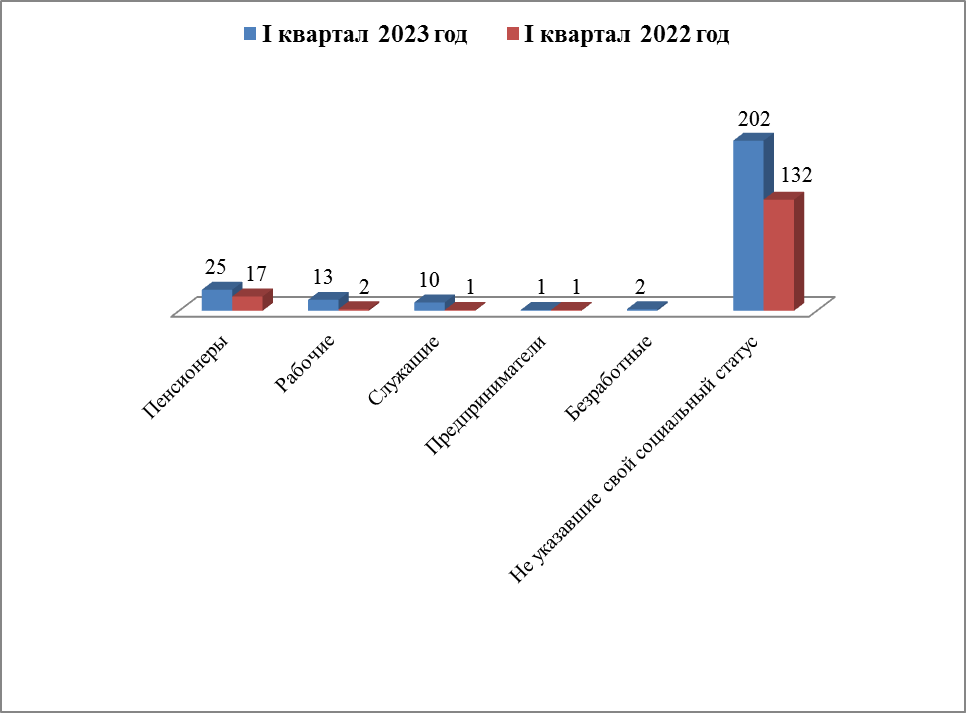 I квартал 2023 год I квартал 2022 год
202
132
25 17 13 2 10 1 1 1 2
Пенсионеры
Рабочие
Служащие
Предприниматели
Безработные
Не указавшие свой социальный статус